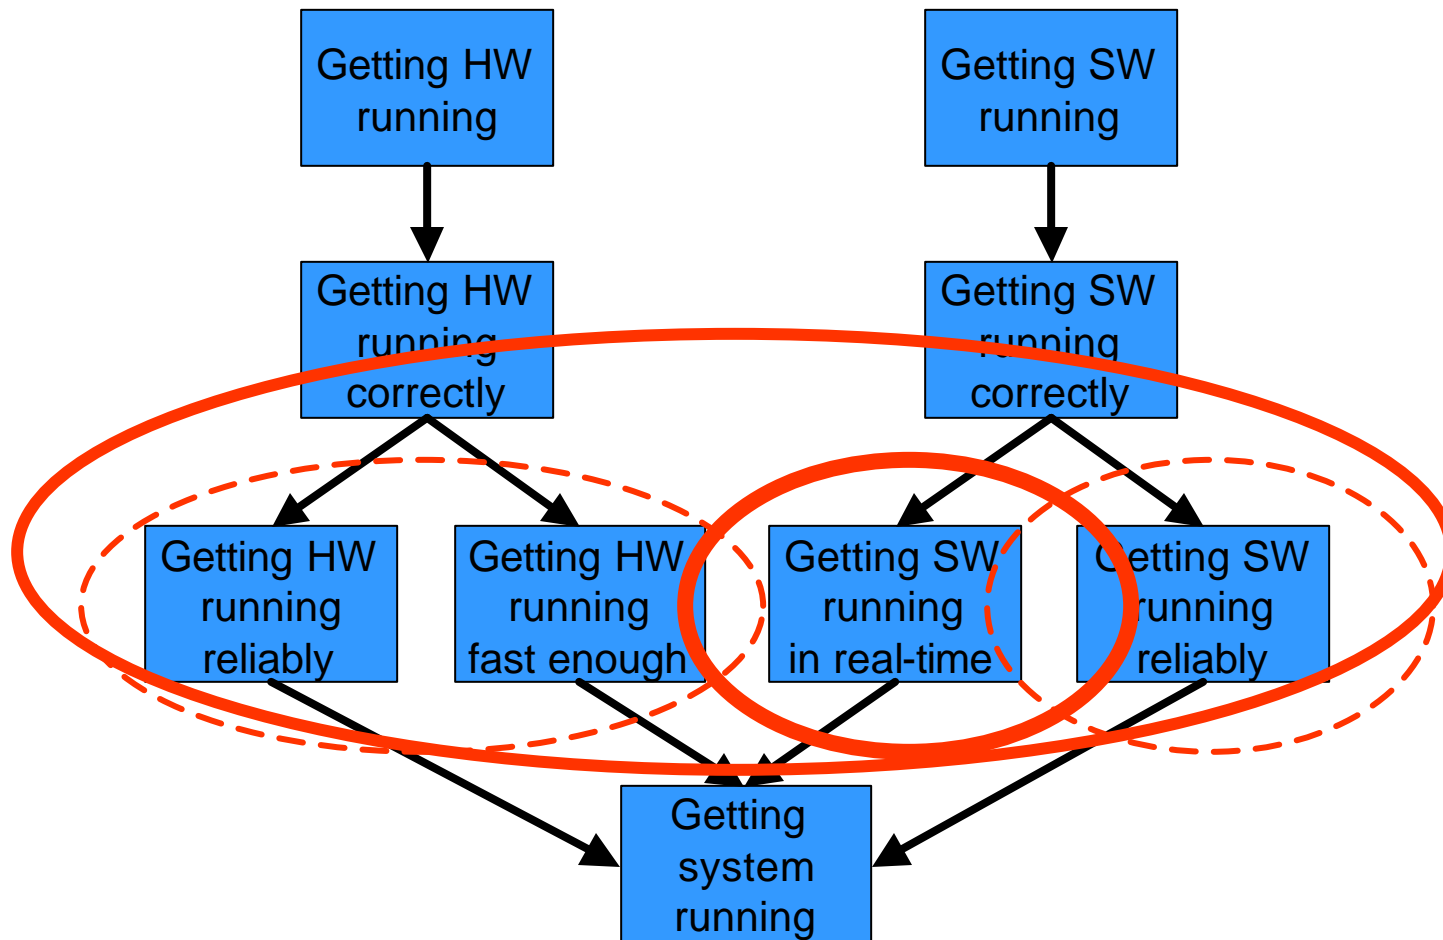 Getting HW
running
Getting SW
running
Getting HW
running
correctly
Getting SW
running
correctly
Getting HW
running
reliably
Getting HW
running
fast enough
Getting SW
running
in real-time
Getting SW
running
reliably
Getting
system
running